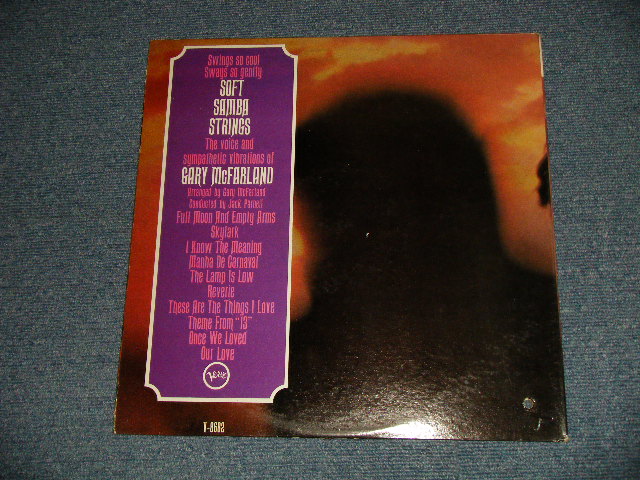 Swings so cool
Sways so gently
SOFT
SAMBA
STRINGS
The voice and
sympathetic vibrations of
GARY McFARLAND
Arranged by Gary McFarland
Conducted by Jack Parnell
Full Moon And Empty Arms
Skylark
I Know The Meaning
Manha De Carnaval
The Lamp Is Low
Reverie
These Are The Things I Love
Theme From "13"
Once We Loved
Our Love
Verve
V-8682